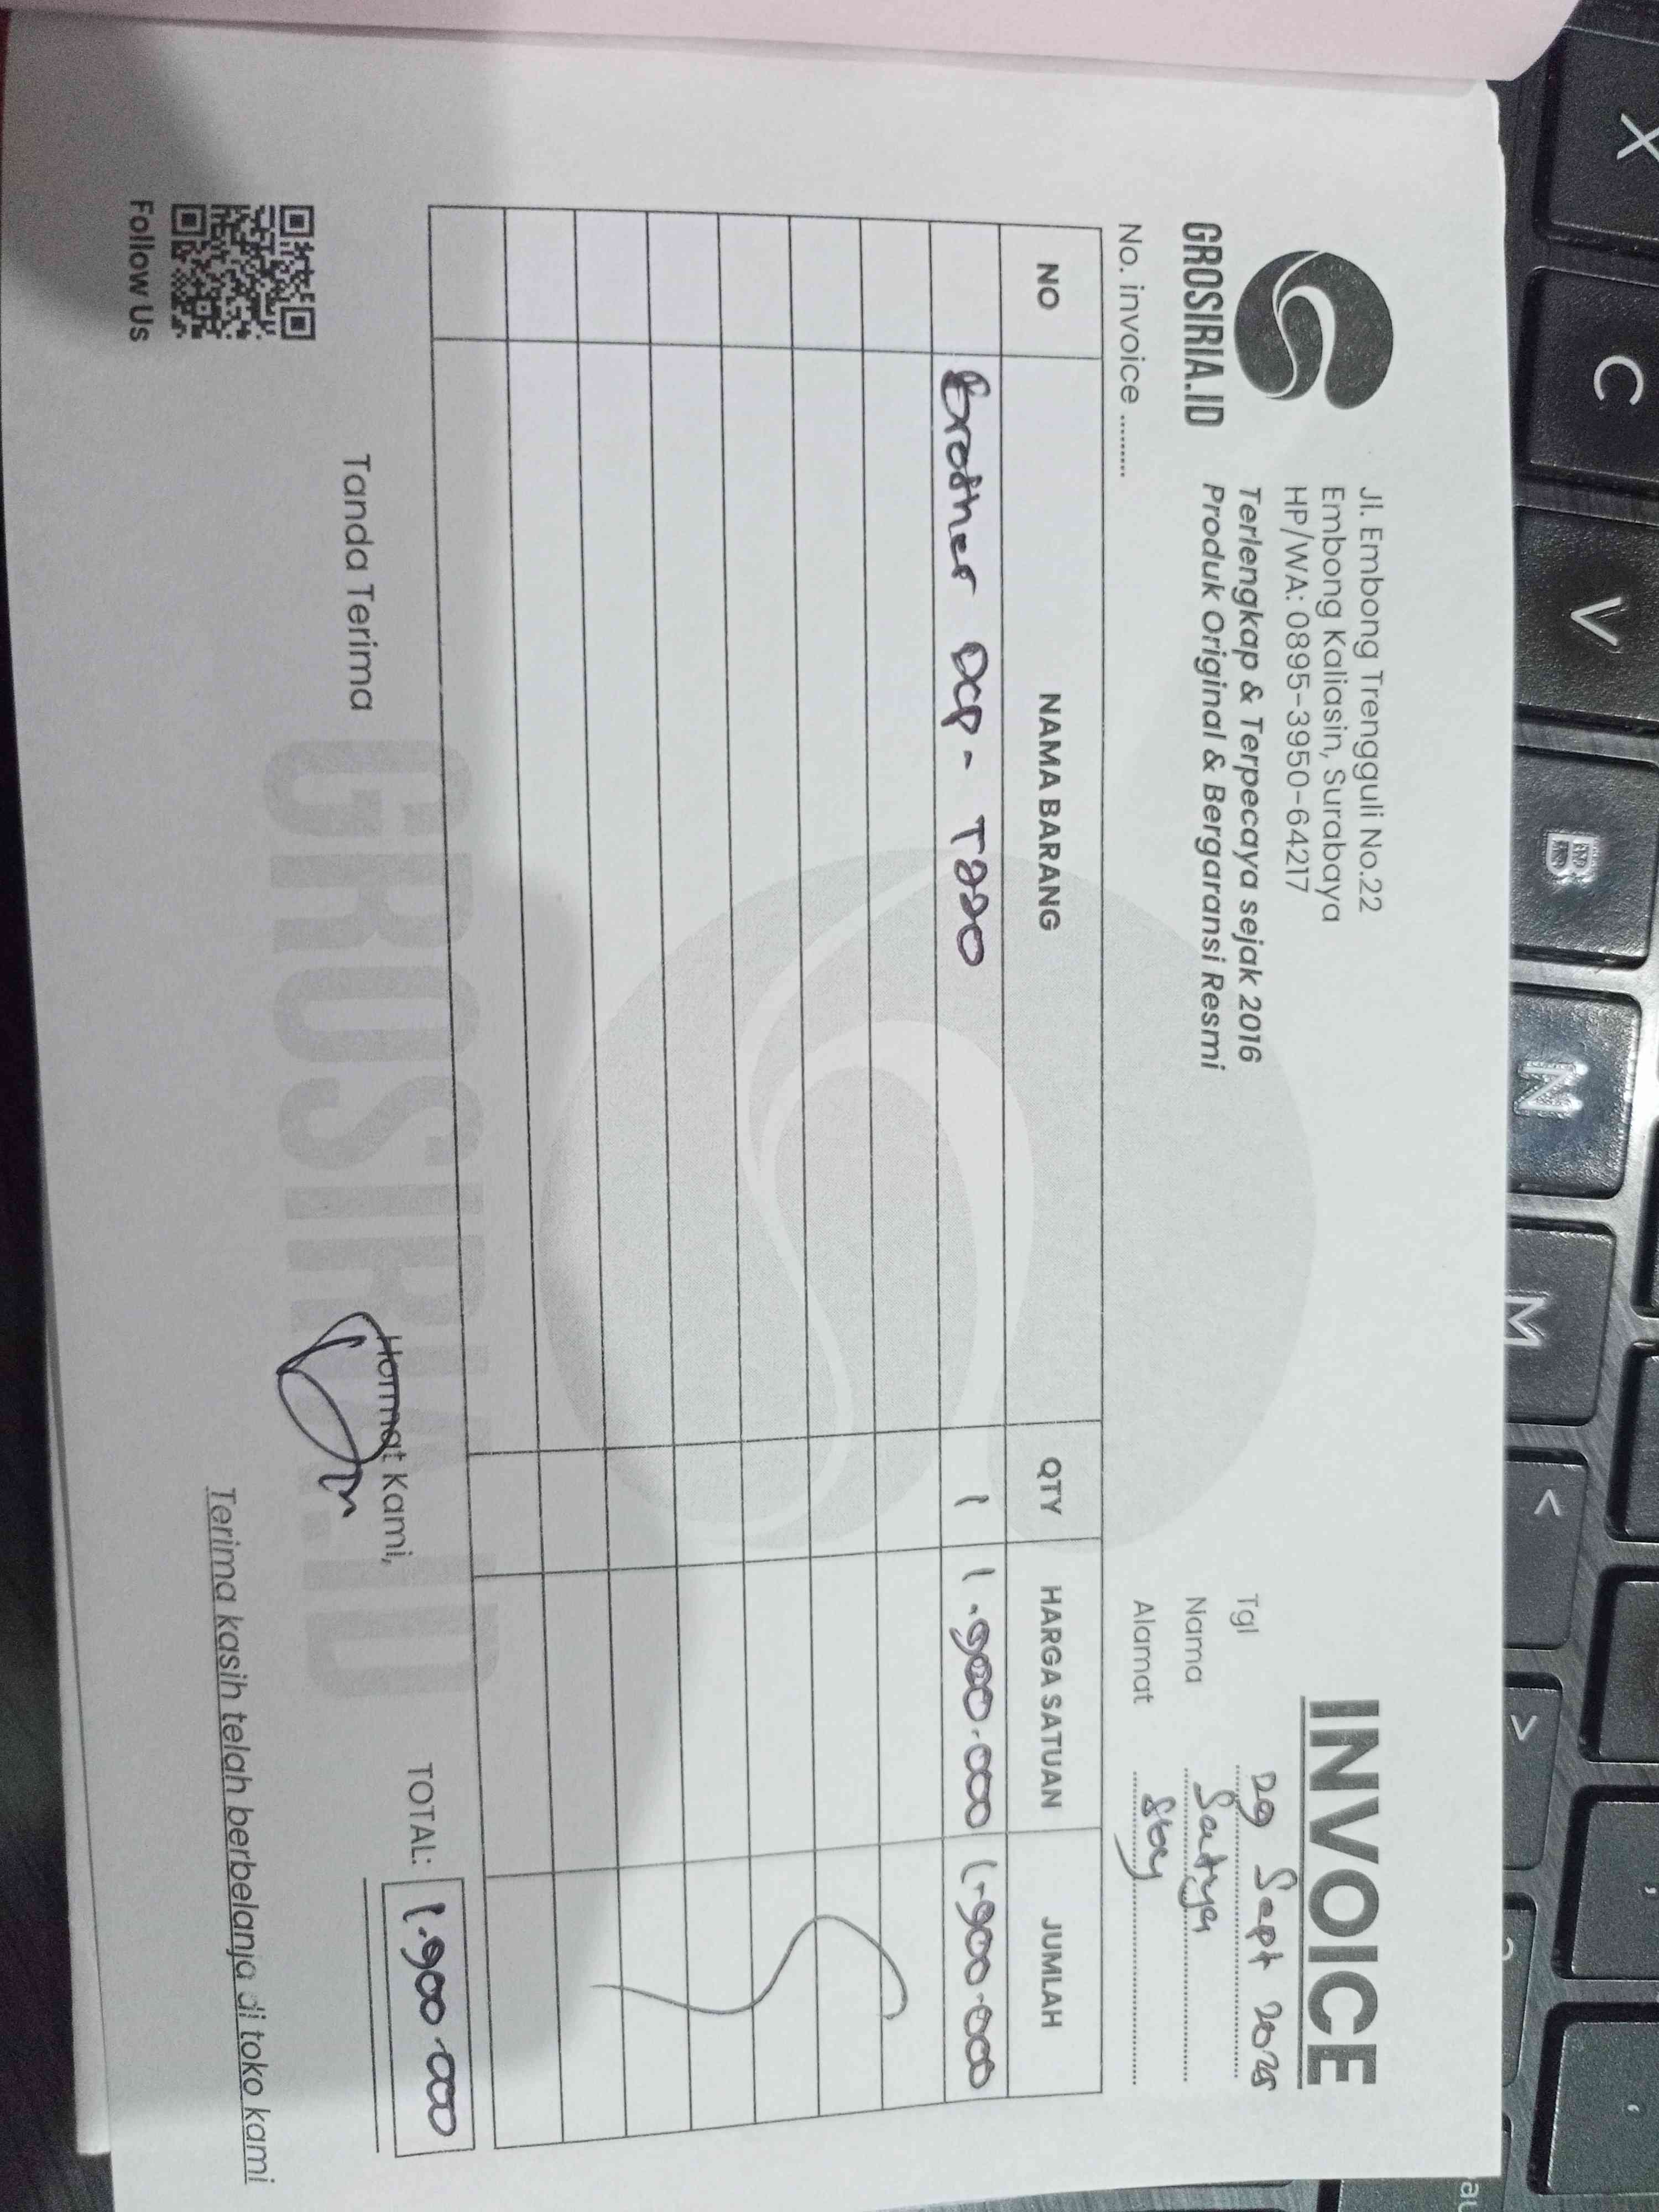 GROSIRIA.ID
Jl. Embong Trengguli No.22
Embong Kaliasin, Surabaya
HP/WA: 0895-3950-64217
Terlengkap & Terpecaya sejak 2016
Produk Original & Bergaransi Resmi
INVOICE
Tgl 29 Sept 2025
Nama Satya
Alamat Sby
No. invoice ..........
NO NAMA BARANG QTY HARGA SATUAN JUMLAH
Brother DCP - T220 1 1.900.000 1.900.000
TOTAL: 1.900.000
Tanda Terima
Hormat Kami,
GROSIRIA.ID
Follow Us
Terima kasih telah berbelanja di toko kami
X C V B N M < >